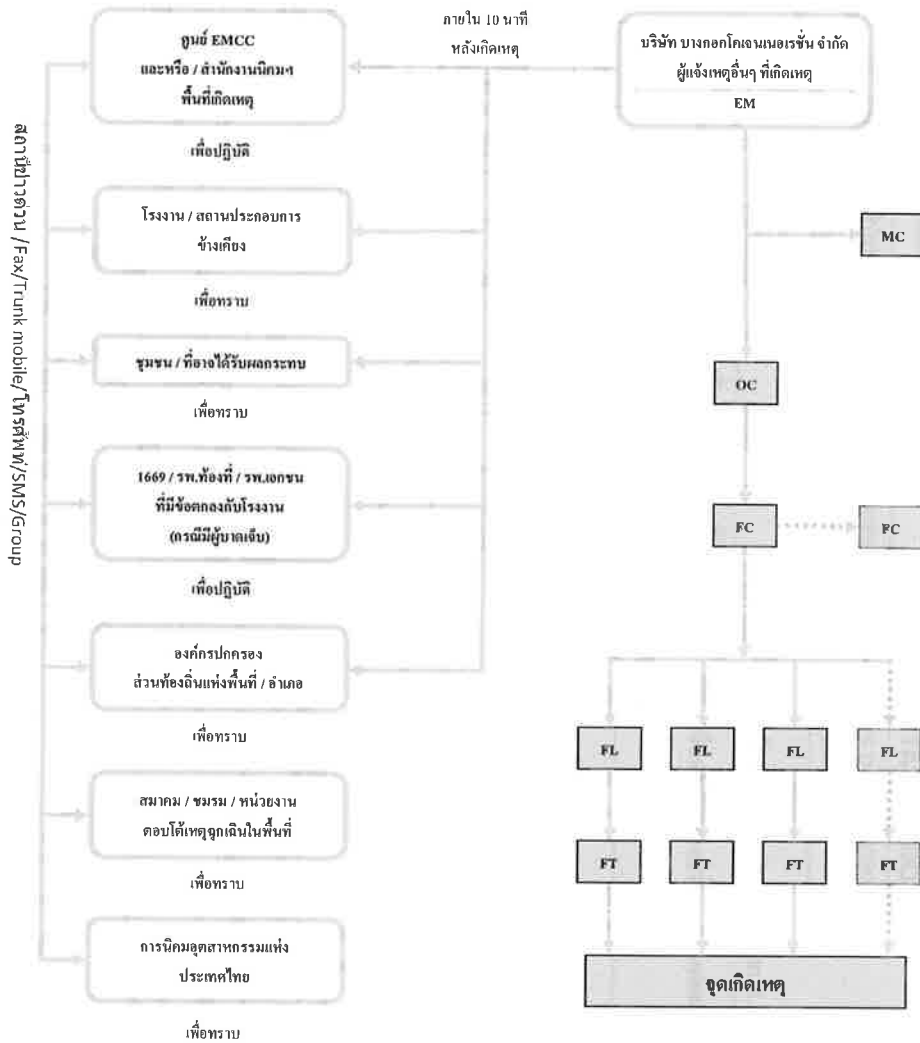 ภายใน 10 นาที
หลังเกิดเหตุ
ศูนย์ EMCC
และหรือ / สำนักงานนิคมฯ
พื้นที่เกิดเหตุ
เพื่อปฏิบัติ
บริษัท บางกอกโคเจนเนอเรชั่น จำกัด
ผู้แจ้งเหตุอื่นๆ ที่เกิดเหตุ
EM
โรงงาน / สถานประกอบการ
ข้างเคียง
เพื่อทราบ
ชุมชน / ที่อาจได้รับผลกระทบ
เพื่อทราบ
1669 / รพ.ท้องที่ / รพ.เอกชน
ที่มีข้อตกลงกับโรงงาน
(กรณีมีผู้บาดเจ็บ)
เพื่อปฏิบัติ
องค์กรปกครอง
ส่วนท้องถิ่นแห่งพื้นที่ / อำเภอ
เพื่อทราบ
สมาคม / ชมรม / หน่วยงาน
ตอบโต้เหตุฉุกเฉินในพื้นที่
เพื่อทราบ
การนิคมอุตสาหกรรมแห่ง
ประเทศไทย
เพื่อทราบ
สถานีข่าวด่วน /Fax/Trunk mobile/โทรศัพท์/SMS/Group
MC
OC
FC
FC
FL
FL
FL
FL
FT
FT
FT
FT
จุดเกิดเหตุ